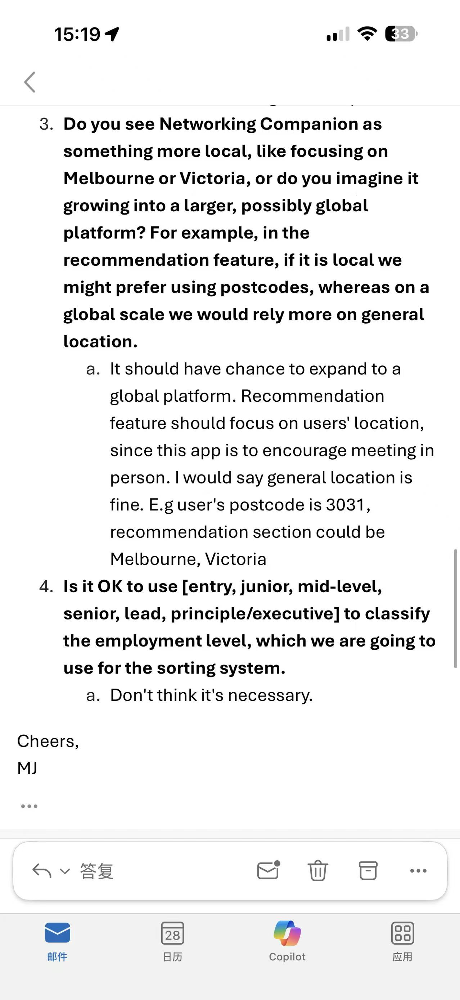 15:19
33
3. Do you see Networking Companion as
something more local, like focusing on
Melbourne or Victoria, or do you imagine it
growing into a larger, possibly global
platform? For example, in the
recommendation feature, if it is local we
might prefer using postcodes, whereas on a
global scale we would rely more on general
location.
a. It should have chance to expand to a
global platform. Recommendation
feature should focus on users' location,
since this app is to encourage meeting in
person. I would say general location is
fine. E.g user's postcode is 3031,
recommendation section could be
Melbourne, Victoria
4. Is it OK to use [entry, junior, mid-level,
senior, lead, principle/executive] to classify
the employment level, which we are going to
use for the sorting system.
a. Don't think it's necessary.
Cheers,
MJ
答复
28
邮件 日历 Copilot 应用